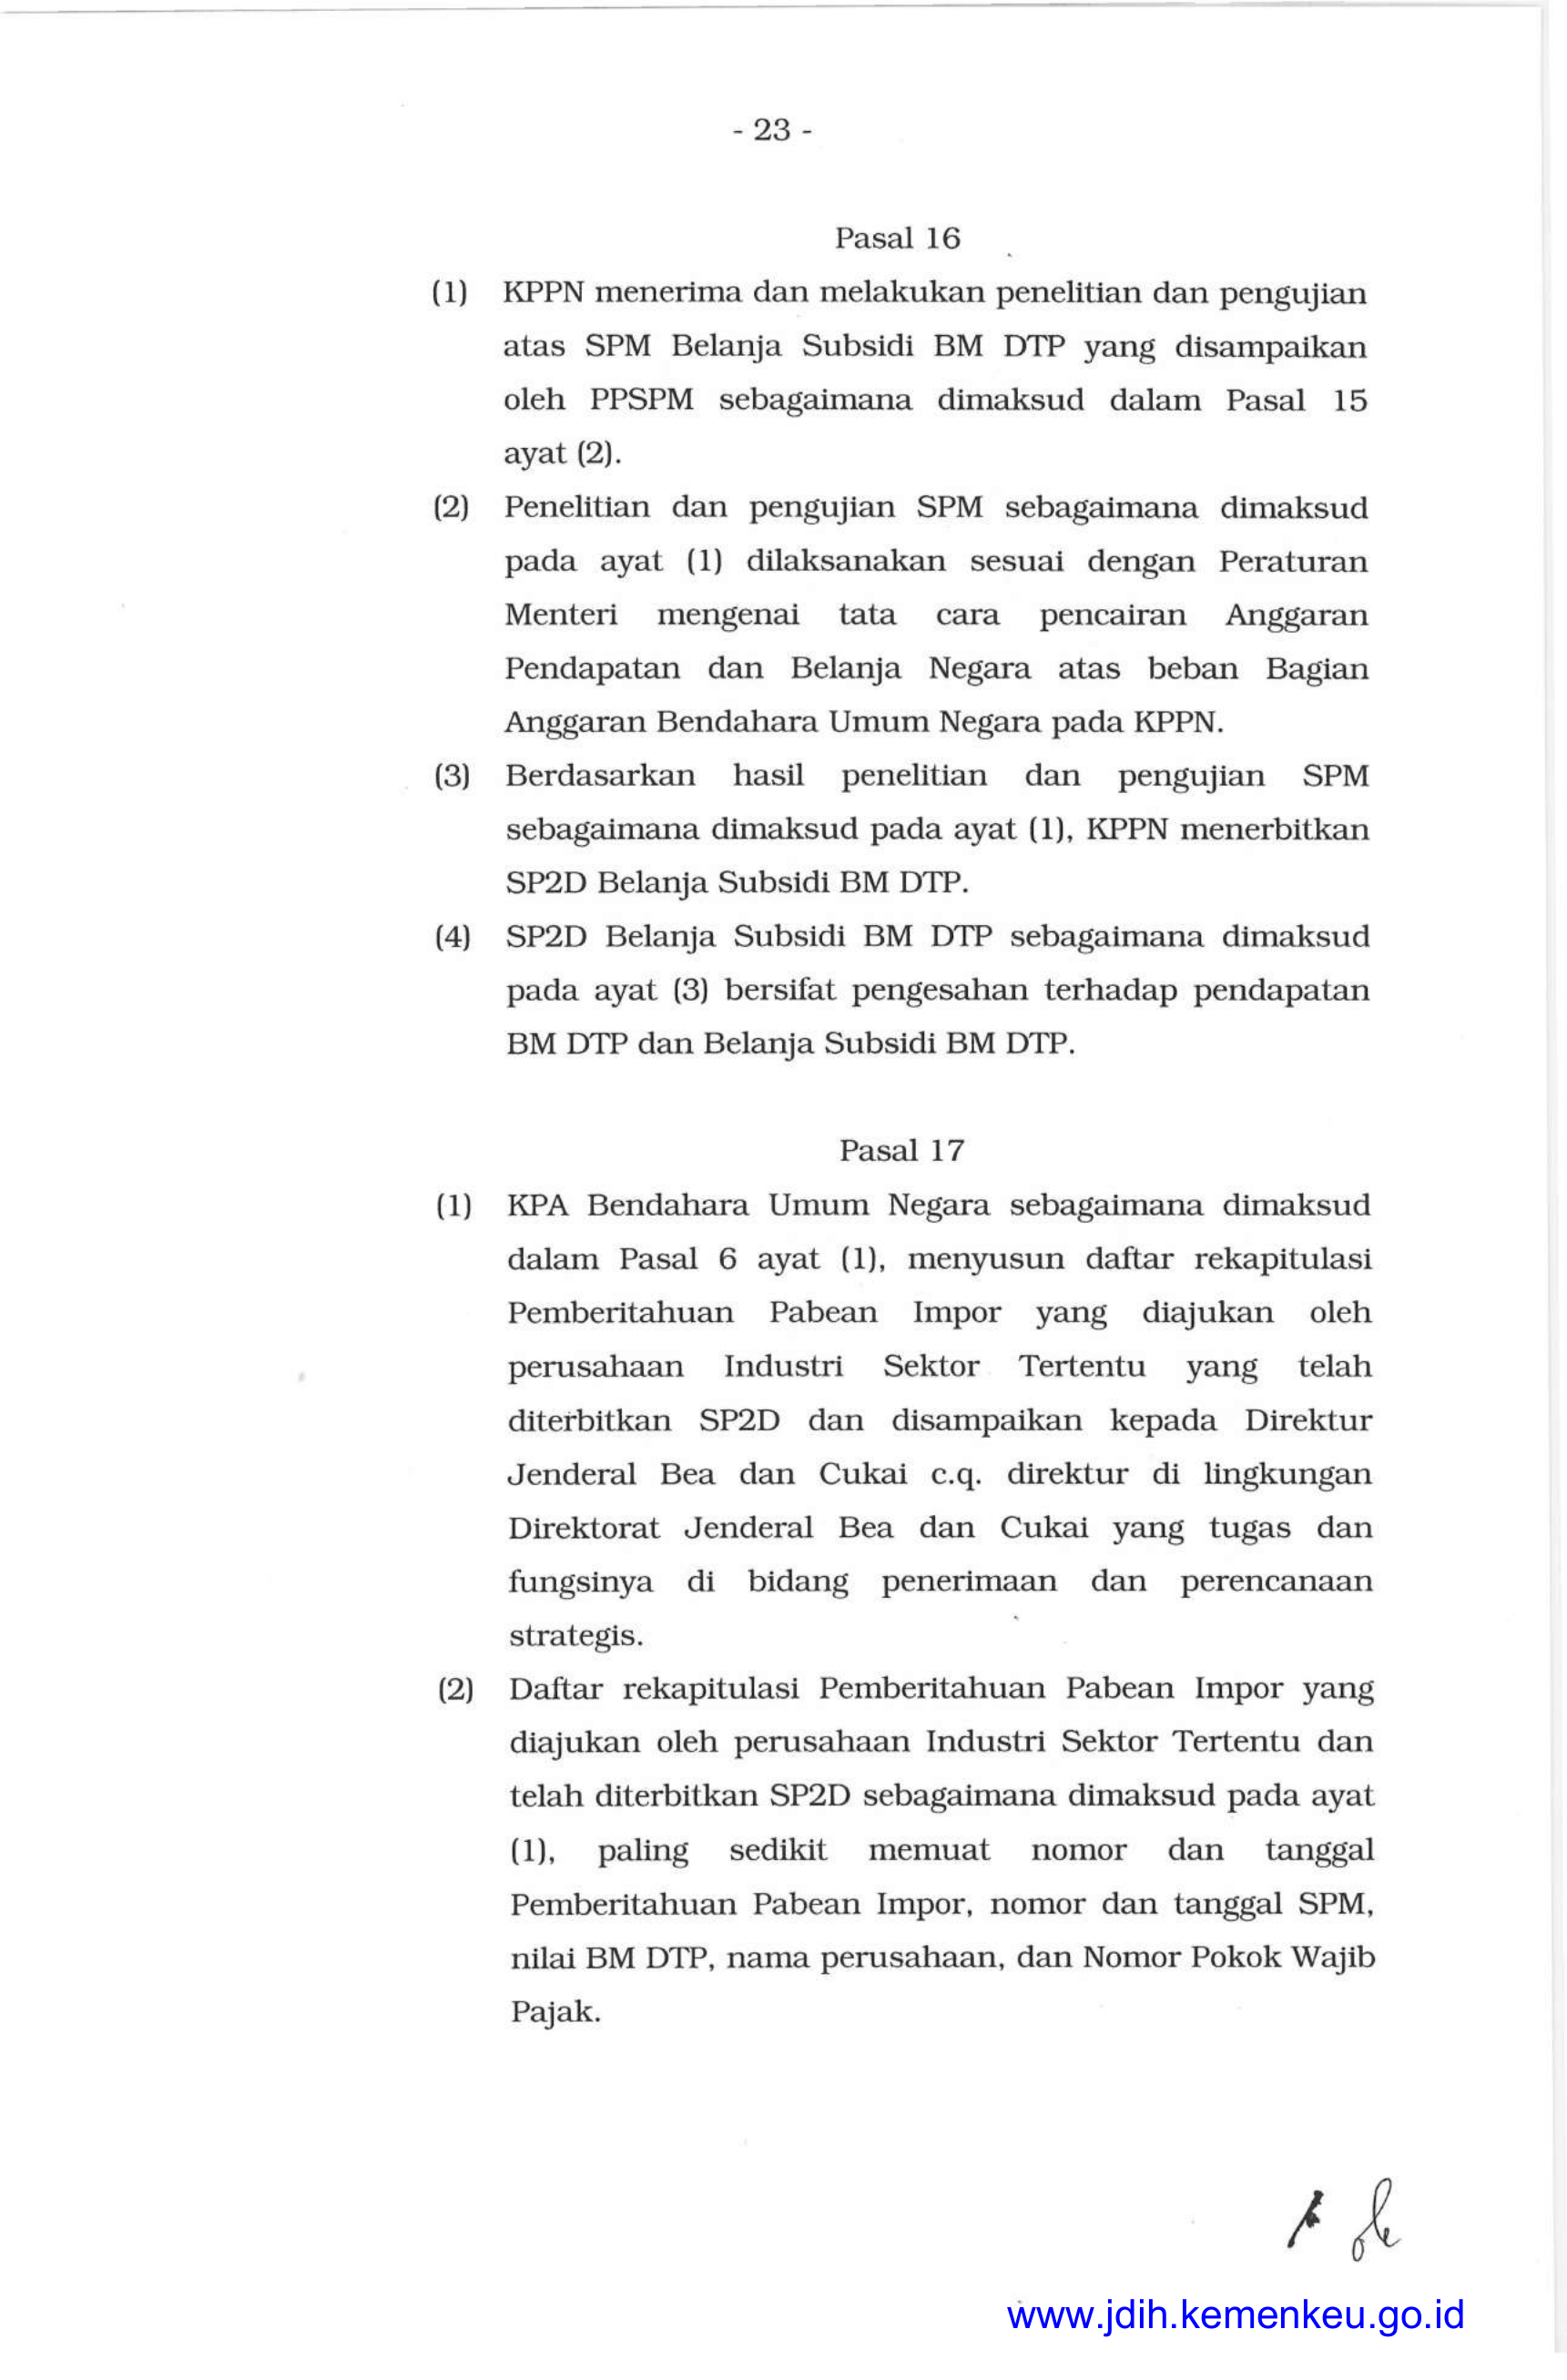 - 23 -
Pasal 16
(1) KPPN menerima dan melakukan penelitian dan pengujian
atas SPM Belanja Subsidi BM DTP yang disampaikan
oleh PPSPM sebagaimana dimaksud dalam Pasal 15
ayat (2).
(2) Penelitian dan pengujian SPM sebagaimana dimaksud
pada ayat (1) dilaksanakan sesuai dengan Peraturan
Menteri mengenai tata cara pencairan Anggaran
Pendapatan dan Belanja Negara atas beban Bagian
Anggaran Bendahara Umum Negara pada KPPN.
(3) Berdasarkan hasil penelitian dan pengujian SPM
sebagaimana dimaksud pada ayat (1), KPPN menerbitkan
SP2D Belanja Subsidi BM DTP.
(4) SP2D Belanja Subsidi BM DTP sebagaimana dimaksud
pada ayat (3) bersifat pengesahan terhadap pendapatan
BM DTP dan Belanja Subsidi BM DTP.
Pasal 17
(1) KPA Bendahara Umum Negara sebagaimana dimaksud
dalam Pasal 6 ayat (1), menyusun daftar rekapitulasi
Pemberitahuan Pabean Impor yang diajukan oleh
perusahaan Industri Sektor Tertentu yang telah
diterbitkan SP2D dan disampaikan kepada Direktur
Jenderal Bea dan Cukai c.q. direktur di lingkungan
Direktorat Jenderal Bea dan Cukai yang tugas dan
fungsinya di bidang penerimaan dan perencanaan
strategis.
(2) Daftar rekapitulasi Pemberitahuan Pabean Impor yang
diajukan oleh perusahaan Industri Sektor Tertentu dan
telah diterbitkan SP2D sebagaimana dimaksud pada ayat
(1), paling sedikit memuat nomor dan tanggal
Pemberitahuan Pabean Impor, nomor dan tanggal SPM,
nilai BM DTP, nama perusahaan, dan Nomor Pokok Wajib
Pajak.
www.jdih.kemenkeu.go.id